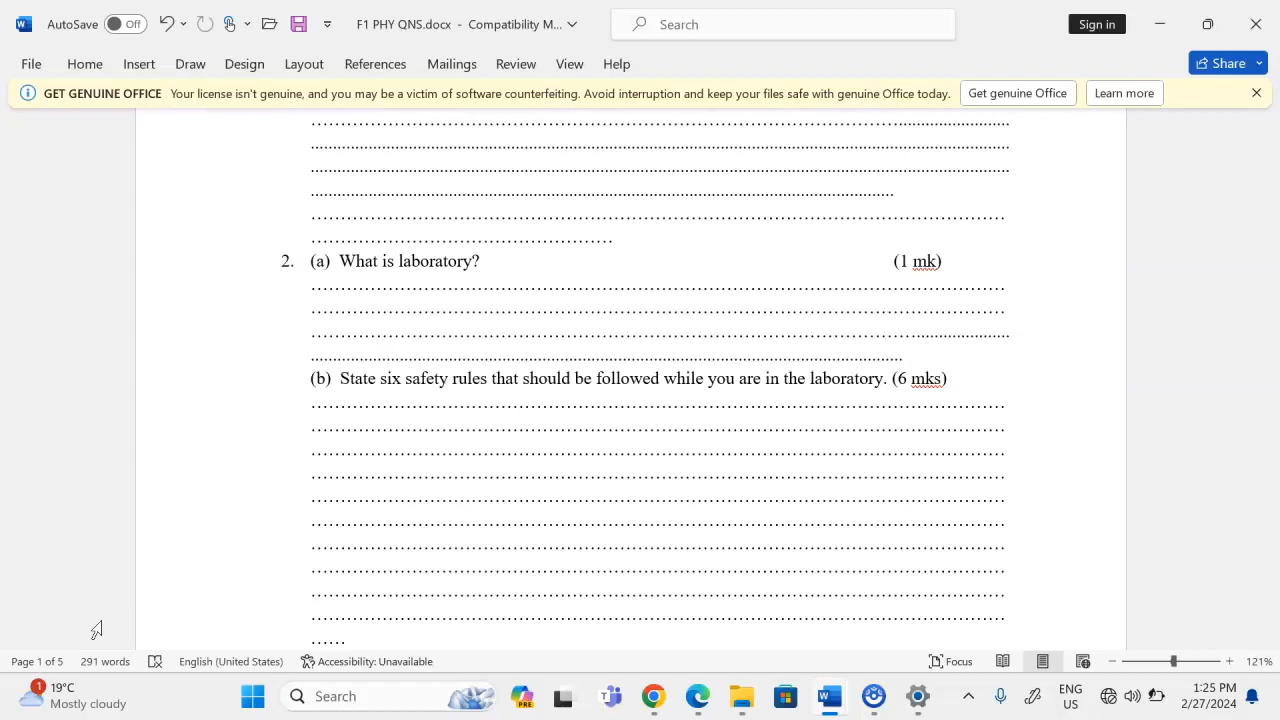 AutoSave Off F1 PHY QNS.docx - Compatibility M... Search Sign in
File Home Insert Draw Design Layout References Mailings Review View Help Share
GET GENUINE OFFICE Your license isn't genuine, and you may be a victim of software counterfeiting. Avoid interruption and keep your files safe with genuine Office today. Get genuine Office Learn more
2. (a) What is laboratory? (1 mk)
(b) State six safety rules that should be followed while you are in the laboratory. (6 mks)
Page 1 of 5 291 words English (United States) Accessibility: Unavailable Focus 121%
1 19°C Mostly cloudy Search PRE ENG US 1:25 PM 2/27/2024